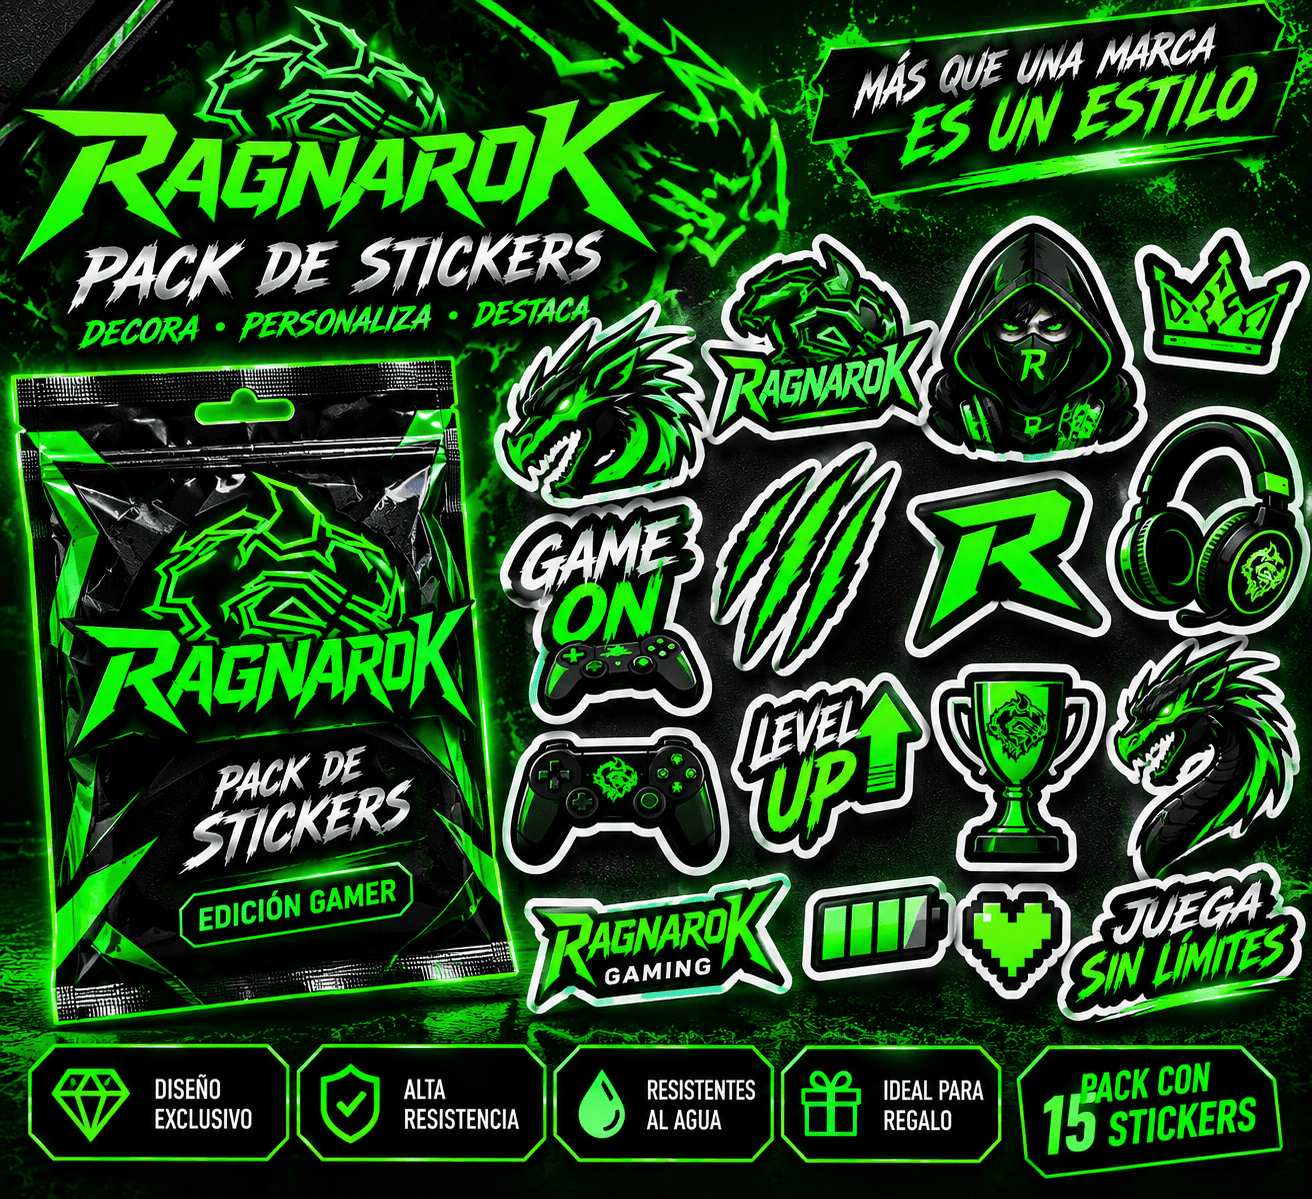 RAGNAROK
PACK DE STICKERS
DECORA • PERSONALIZA • DESTACA
MÁS QUE UNA MARCA
ES UN ESTILO
RAGNAROK
PACK DE
STICKERS
EDICIÓN GAMER
RAGNAROK
R
R
GAME
ON
R
LEVEL
UP
RAGNAROK
GAMING
JUEGA
SIN LÍMITES
DISEÑO
EXCLUSIVO
ALTA
RESISTENCIA
RESISTENTES
AL AGUA
IDEAL PARA
REGALO
PACK CON
15 STICKERS